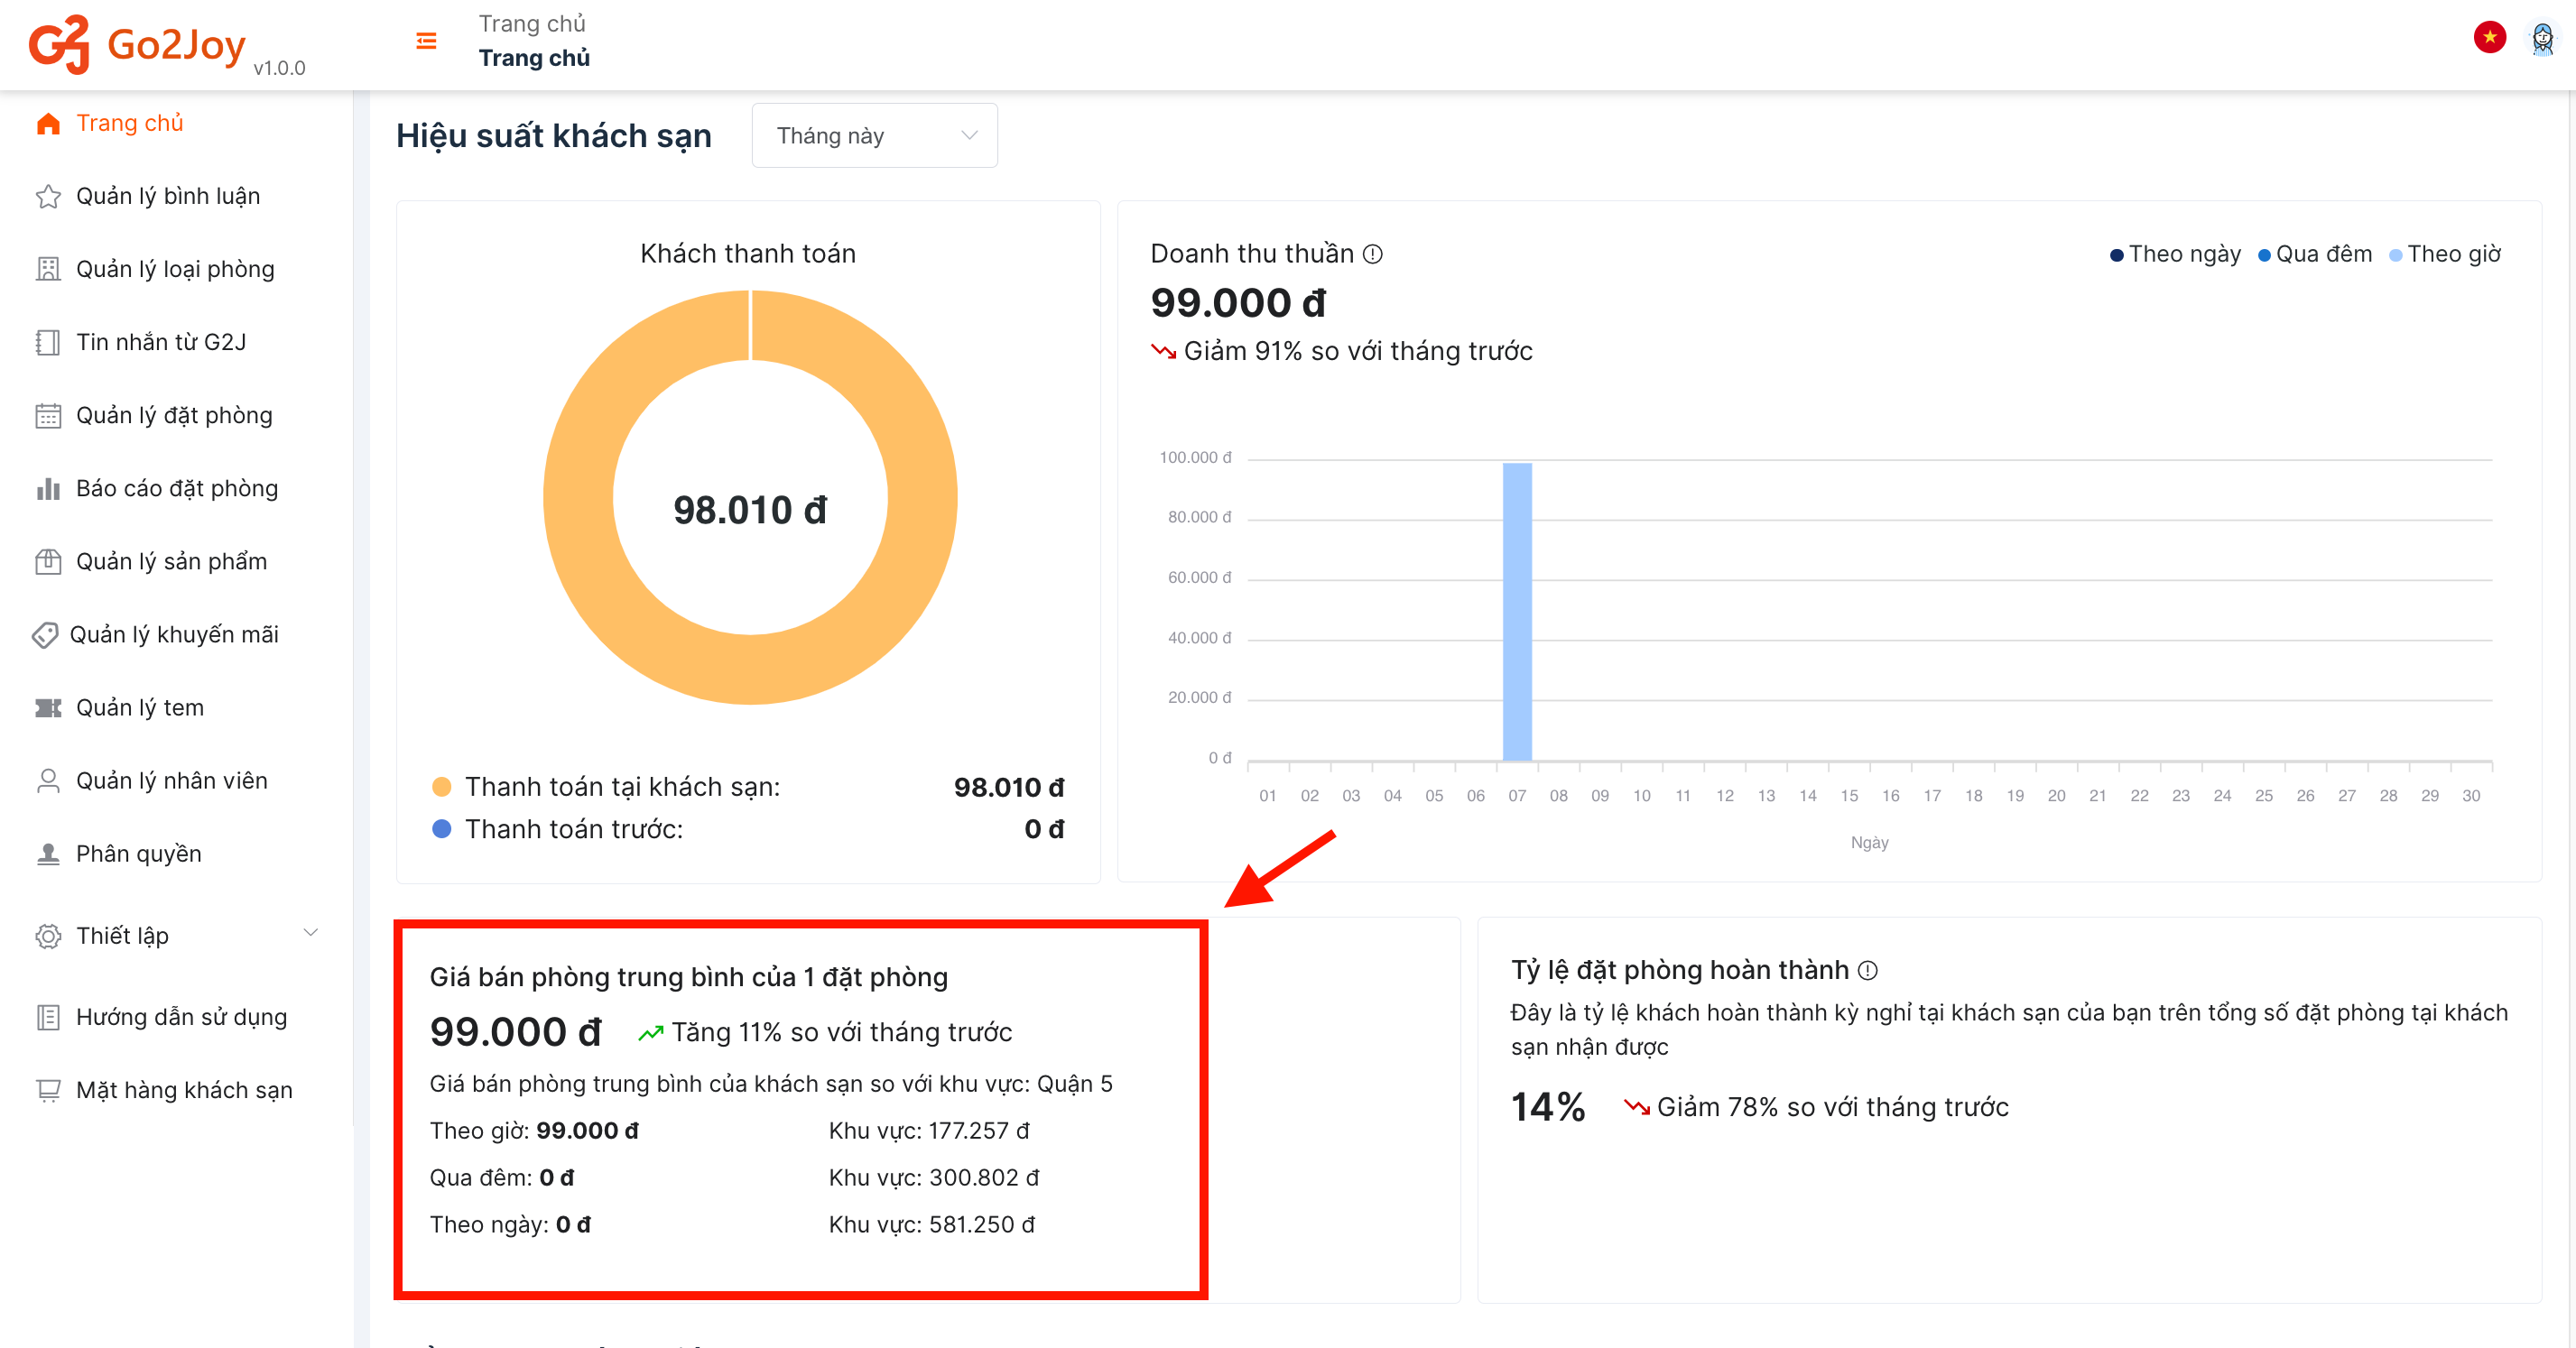 Go2Joy v1.0.0
Trang chủ
Trang chủ
Trang chủ
Quản lý bình luận
Quản lý loại phòng
Tin nhắn từ G2J
Quản lý đặt phòng
Báo cáo đặt phòng
Quản lý sản phẩm
Quản lý khuyến mãi
Quản lý tem
Quản lý nhân viên
Phân quyền
Thiết lập
Hướng dẫn sử dụng
Mặt hàng khách sạn
Hiệu suất khách sạn
Tháng này
Khách thanh toán
98.010 đ
Thanh toán tại khách sạn: 98.010 đ
Thanh toán trước: 0 đ
Doanh thu thuần
Theo ngày Qua đêm Theo giờ
99.000 đ
Giảm 91% so với tháng trước
100.000 đ
80.000 đ
60.000 đ
40.000 đ
20.000 đ
0 đ
01 02 03 04 05 06 07 08 09 10 11 12 13 14 15 16 17 18 19 20 21 22 23 24 25 26 27 28 29 30
Ngày
Giá bán phòng trung bình của 1 đặt phòng
99.000 đ Tăng 11% so với tháng trước
Giá bán phòng trung bình của khách sạn so với khu vực: Quận 5
Theo giờ: 99.000 đ Khu vực: 177.257 đ
Qua đêm: 0 đ Khu vực: 300.802 đ
Theo ngày: 0 đ Khu vực: 581.250 đ
Tỷ lệ đặt phòng hoàn thành
Đây là tỷ lệ khách hoàn thành kỳ nghỉ tại khách sạn của bạn trên tổng số đặt phòng tại khách
sạn nhận được
14% Giảm 78% so với tháng trước